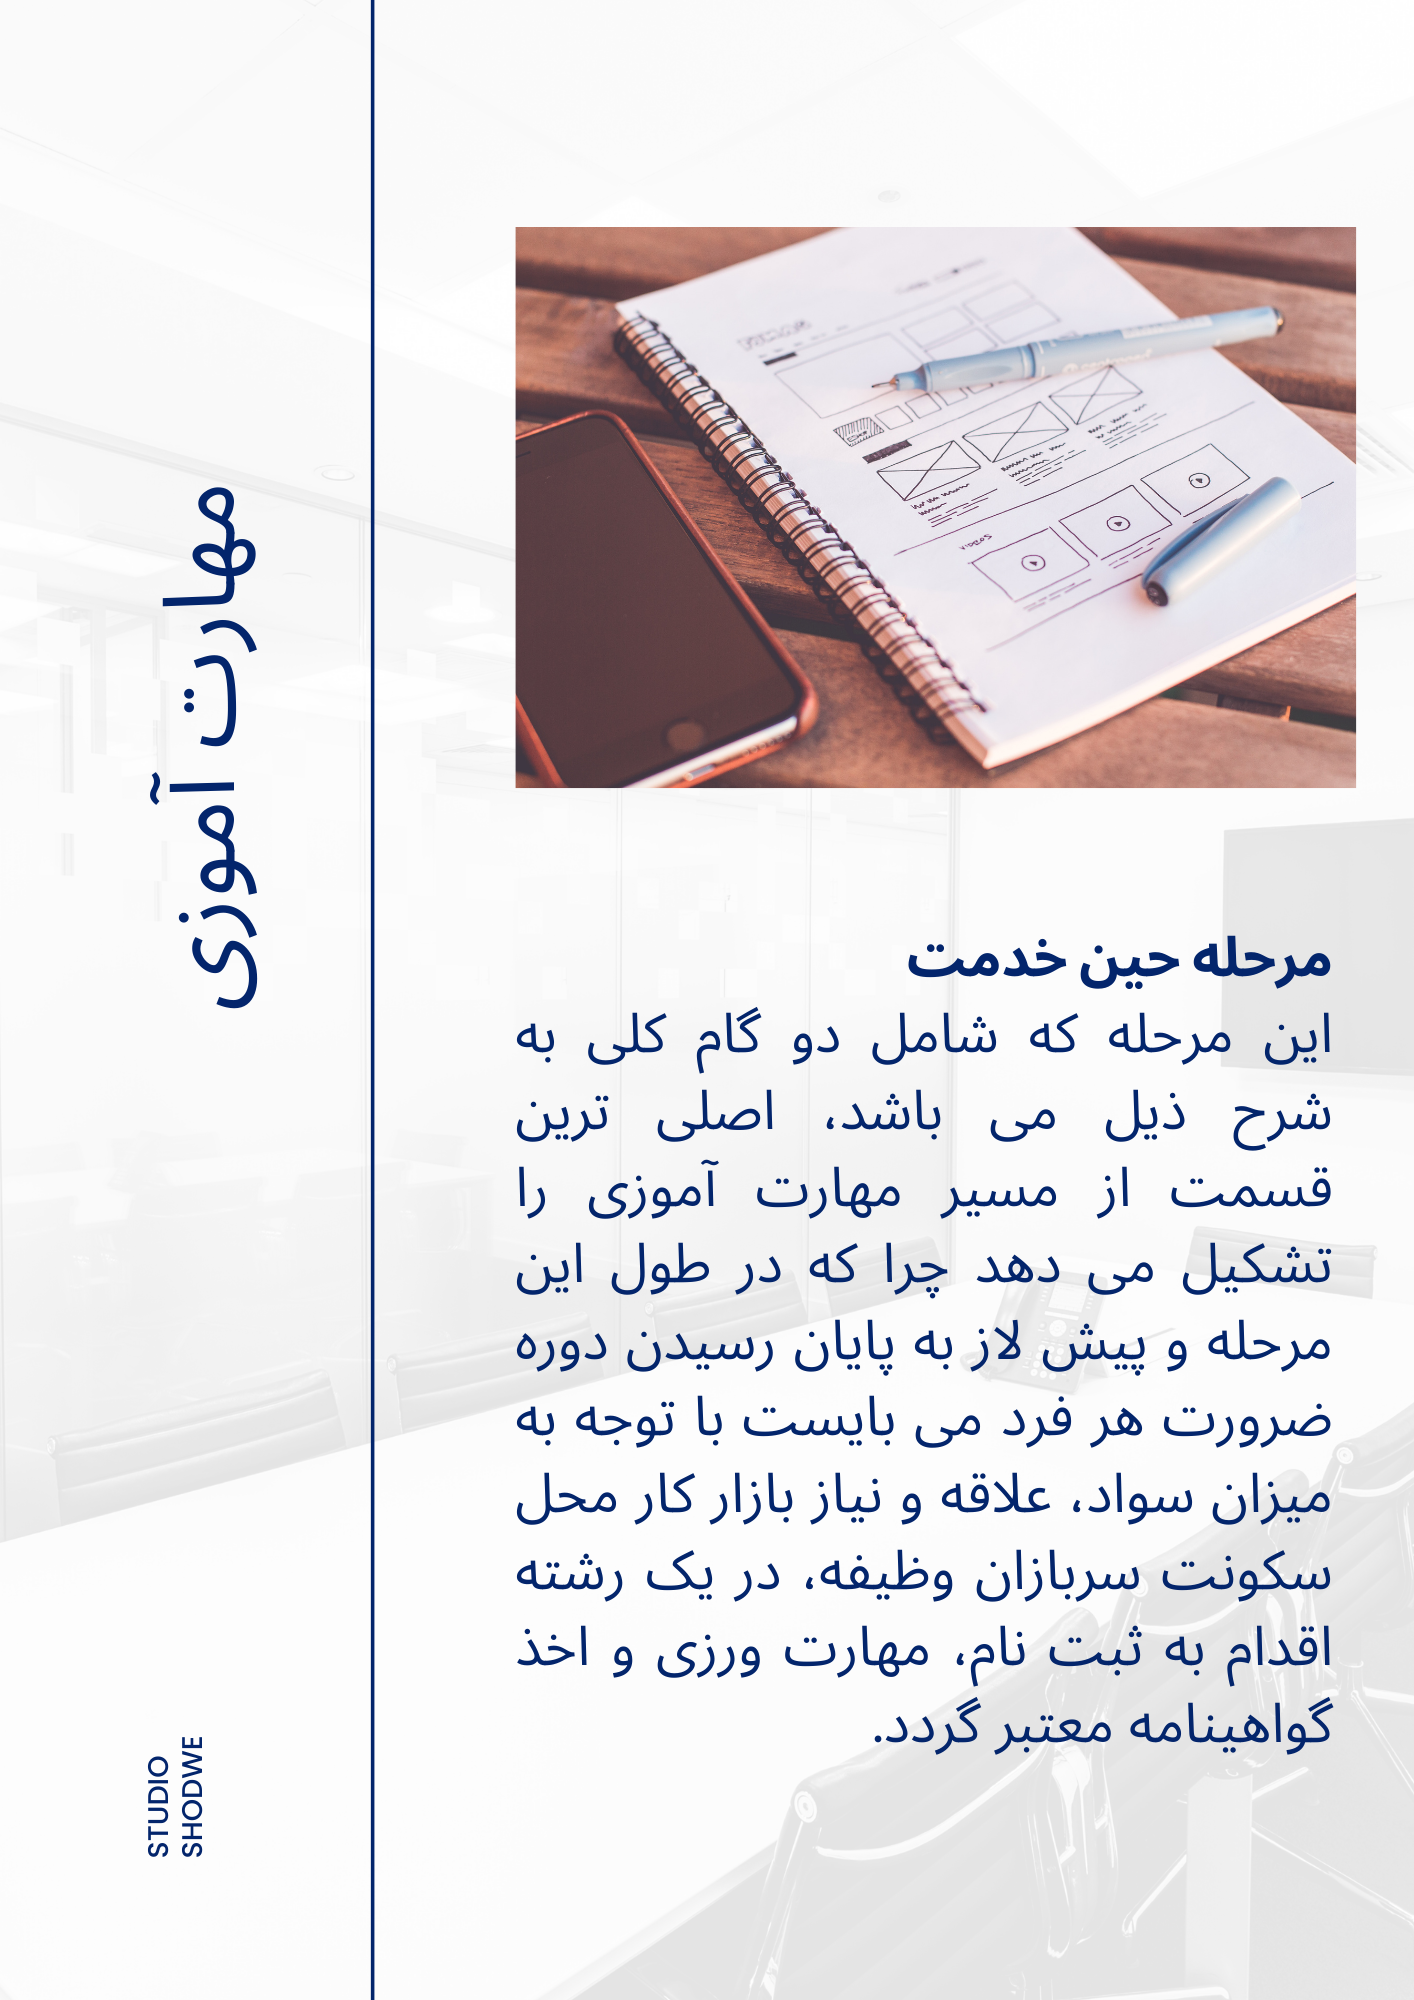 مهارت آموزی
VIDEOS
مرحله حین خدمت
این مرحله که شامل دو گام کلی به
شرح ذیل می باشد، اصلی ترین
قسمت از مسیر مهارت آموزی را
تشکیل می دهد چرا که در طول این
مرحله و پیش لاز به پایان رسیدن دوره
ضرورت هر فرد می بایست با توجه به
میزان سواد، علاقه و نیاز بازار کار محل
سکونت سربازان وظیفه، در یک رشته
اقدام به ثبت نام، مهارت ورزی و اخذ
گواهینامه معتبر گردد.
STUDIO
SHODWE